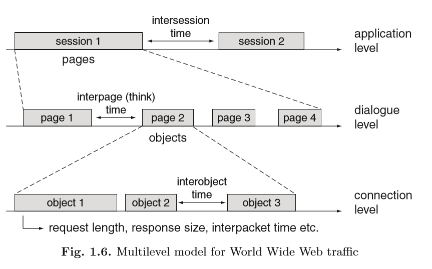 intersession
time
application
level
session 1
session 2
pages
interpage (think)
time
dialogue
level
page 1
page 2
page 3
page 4
objects
interobject
time
connection
level
object 1
object 2
object 3
request length, response size, interpacket time etc.
Fig. 1.6. Multilevel model for World Wide Web traffic